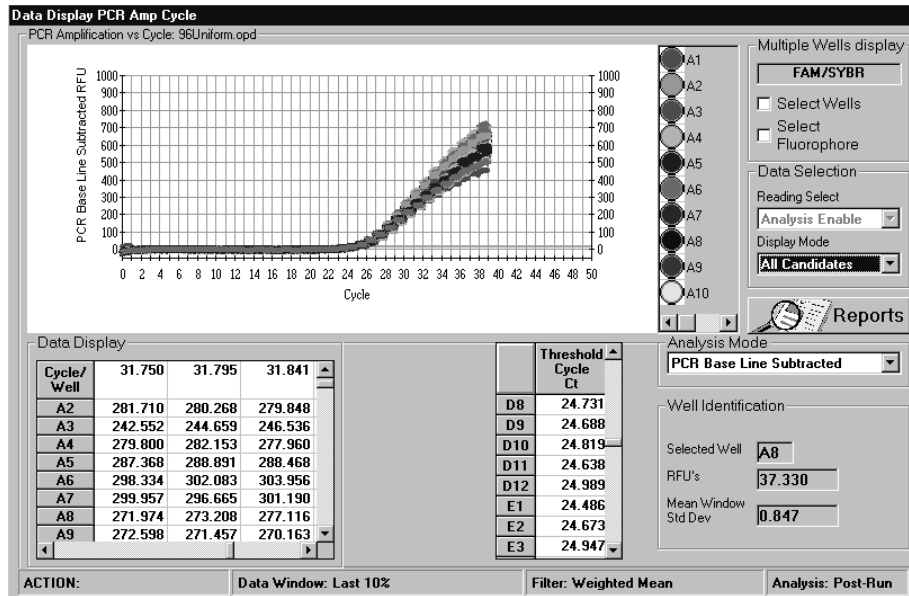 Data Display PCR Amp Cycle
PCR Amplification vs Cycle: 96Uniform.opd
PCR Base Line Subtracted RFU
1000 1000
900 900
800 800
700 700
600 600
500 500
400 400
300 300
200 200
100 100
0 0
0 2 4 6 8 10 12 14 16 18 20 22 24 26 28 30 32 34 36 38 40 42 44 46 48 50
Cycle
A1
A2
A3
A4
A5
A6
A7
A8
A9
A10
Multiple Wells display
FAM/SYBR
Select Wells
Select
Fluorophore
Data Selection
Reading Select
Analysis Enable
Display Mode
All Candidates
Reports
Analysis Mode
PCR Base Line Subtracted
Data Display
Cycle/
Well 31.750 31.795 31.841
A2 281.710 280.268 279.848
A3 242.552 244.659 246.536
A4 279.800 282.153 277.960
A5 287.368 288.891 288.468
A6 298.334 302.083 303.956
A7 299.957 296.665 301.190
A8 271.974 273.208 277.116
A9 272.598 271.457 270.163
Threshold
Cycle
Ct
D8 24.731
D9 24.688
D10 24.819
D11 24.638
D12 24.989
E1 24.486
E2 24.673
E3 24.947
Well Identification
Selected Well A8
RFU's 37.330
Mean Window
Std Dev 0.847
ACTION: Data Window: Last 10% Filter: Weighted Mean Analysis: Post-Run